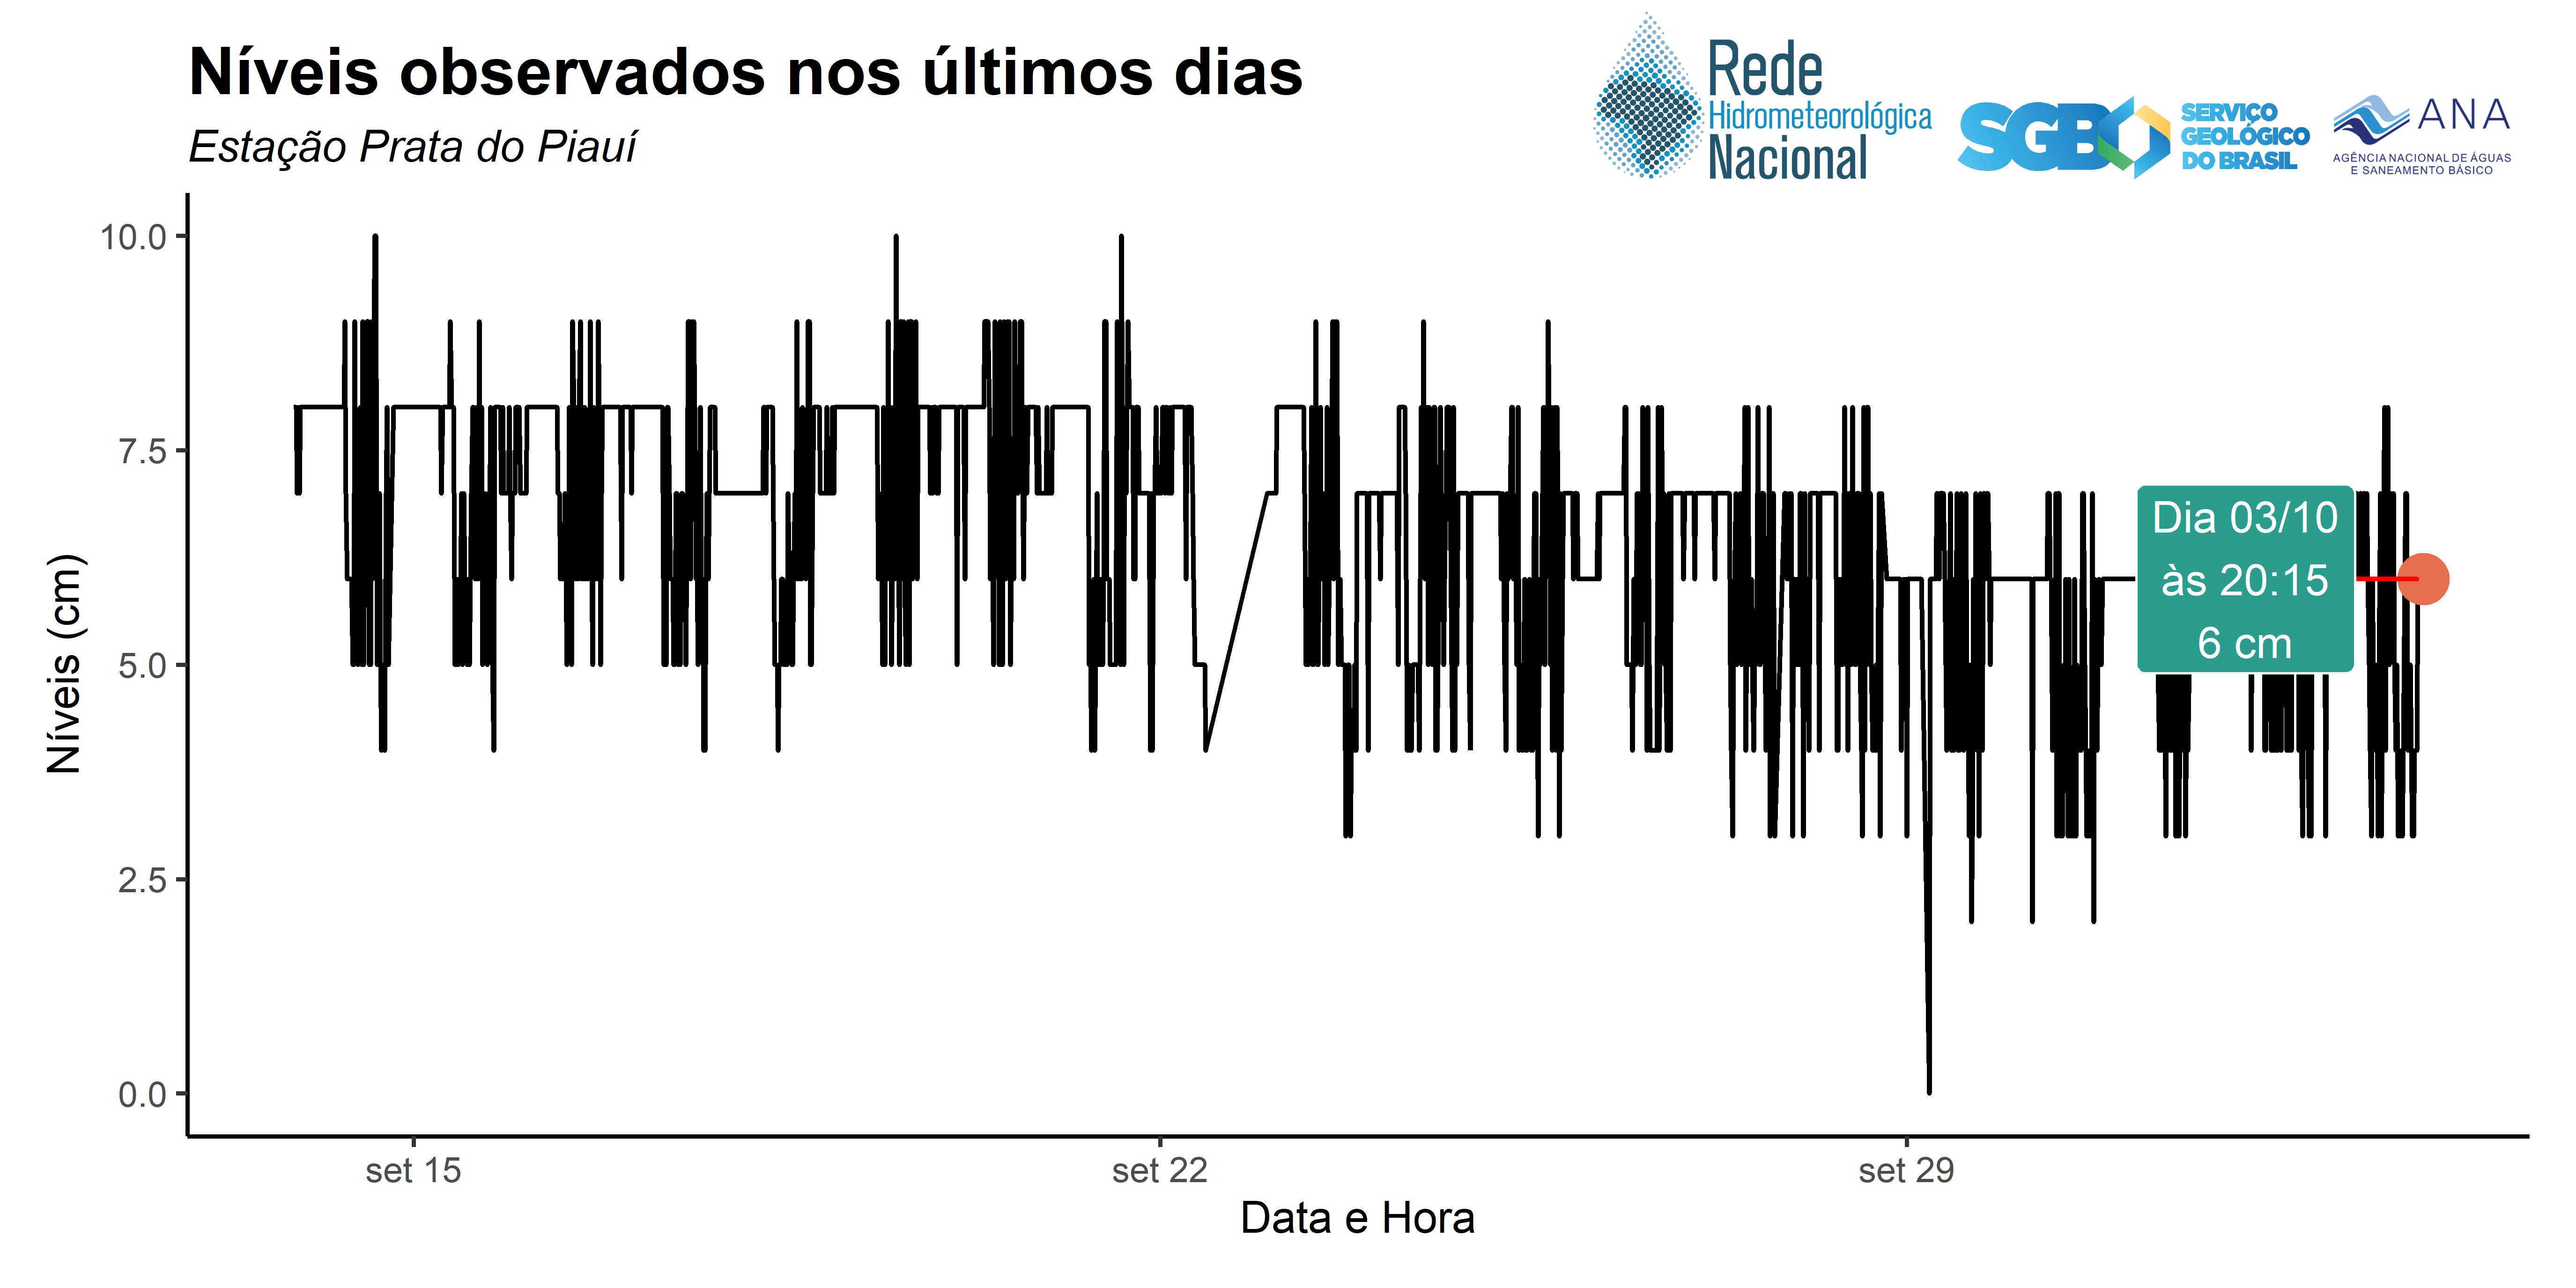 Níveis observados nos últimos dias
Estação Prata do Piauí
Rede
Hidrometeorológica
Nacional
SGB
SERVIÇO
GEOLÓGICO
DO BRASIL
ANA
AGÊNCIA NACIONAL DE ÁGUAS
E SANEAMENTO BÁSICO
Níveis (cm)
10.0
7.5
5.0
2.5
0.0
Dia 03/10
às 20:15
6 cm
set 15
set 22
set 29
Data e Hora